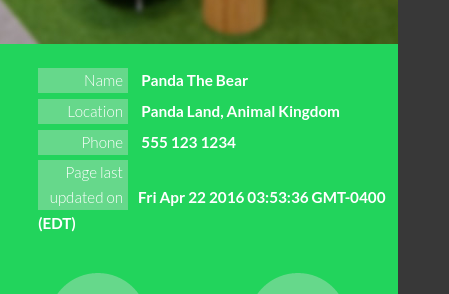 Name Panda The Bear
Location Panda Land, Animal Kingdom
Phone 555 123 1234
Page last
updated on Fri Apr 22 2016 03:53:36 GMT-0400
(EDT)